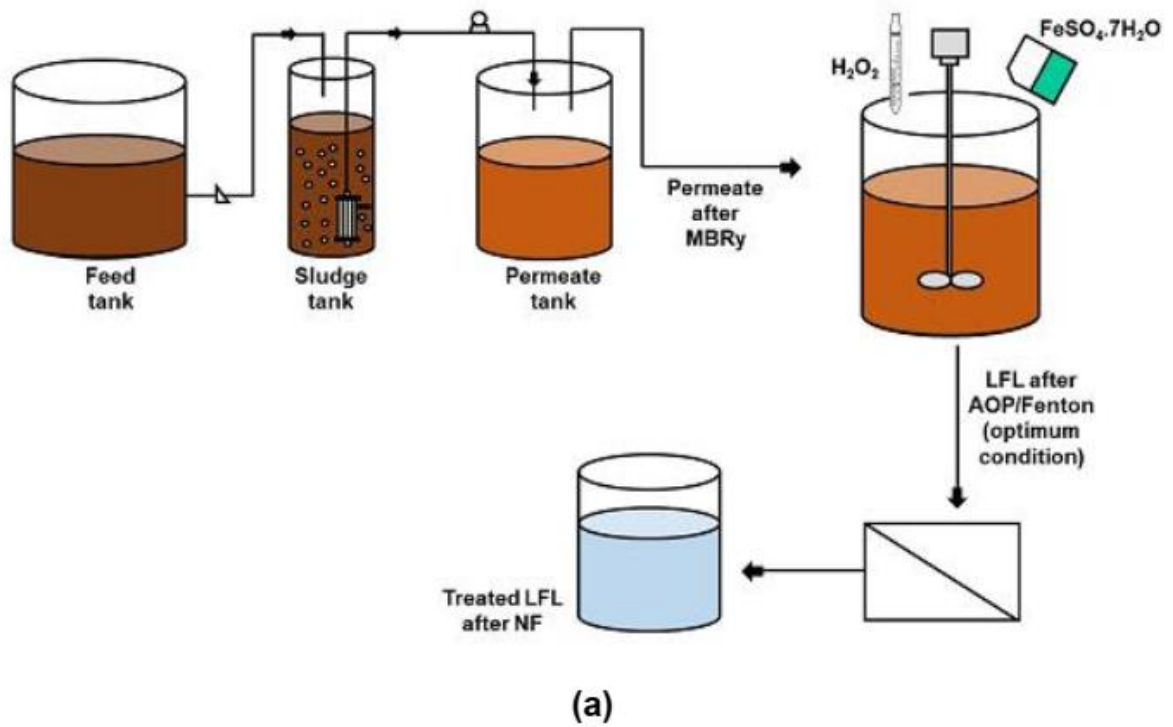 FeSO₄.7H₂O
H₂O₂
Permeate
after
MBRy
Feed
tank
Sludge
tank
Permeate
tank
LFL after
AOP/Fenton
(optimum
condition)
Treated LFL
after NF
(a)